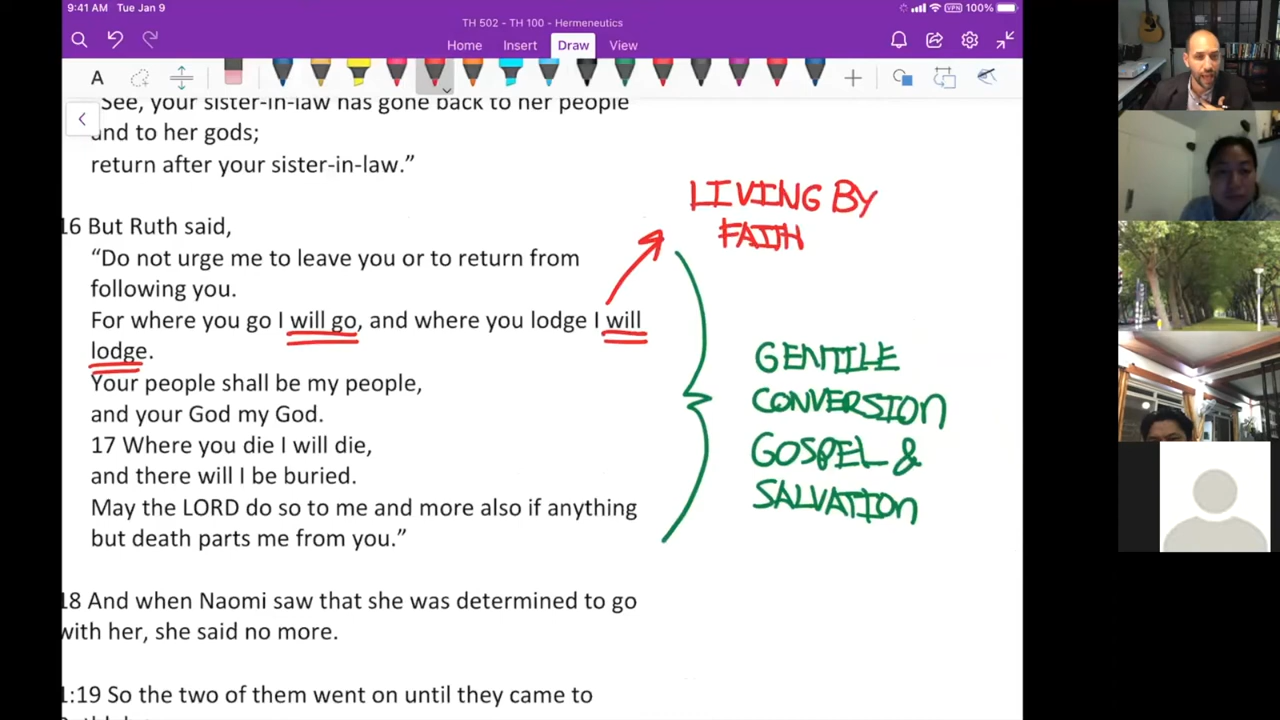 9:41 AM Tue Jan 9
VPN 100%
TH 502 - TH 100 - Hermeneutics
Home Insert Draw View
A
See, your sister-in-law has gone back to her people
and to her gods;
return after your sister-in-law.”
16 But Ruth said,
“Do not urge me to leave you or to return from
following you.
For where you go I will go, and where you lodge I will
lodge.
Your people shall be my people,
and your God my God.
17 Where you die I will die,
and there will I be buried.
May the LORD do so to me and more also if anything
but death parts me from you.”
18 And when Naomi saw that she was determined to go
with her, she said no more.
1:19 So the two of them went on until they came to
LIVING BY
FAITH
GENTILE
CONVERSION
GOSPEL &
SALVATION